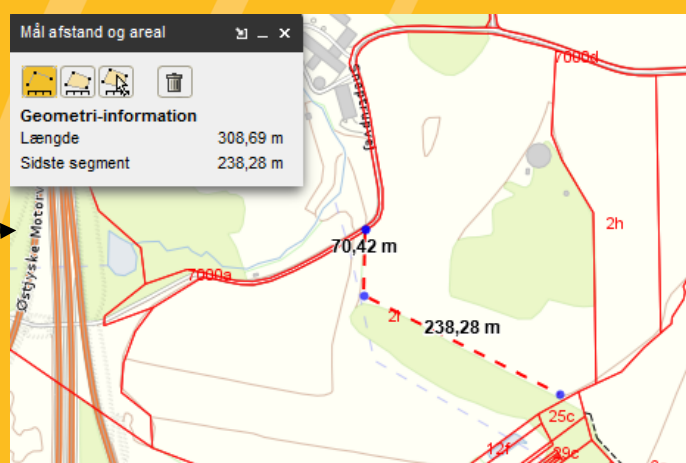 Mål afstand og areal
Geometri-information
Længde 308,69 m
Sidste segment 238,28 m
Sneptrupvej
7000d
2h
70,42 m
Østjyske Motorv
7000a
2i
238,28 m
25c
12f
29c